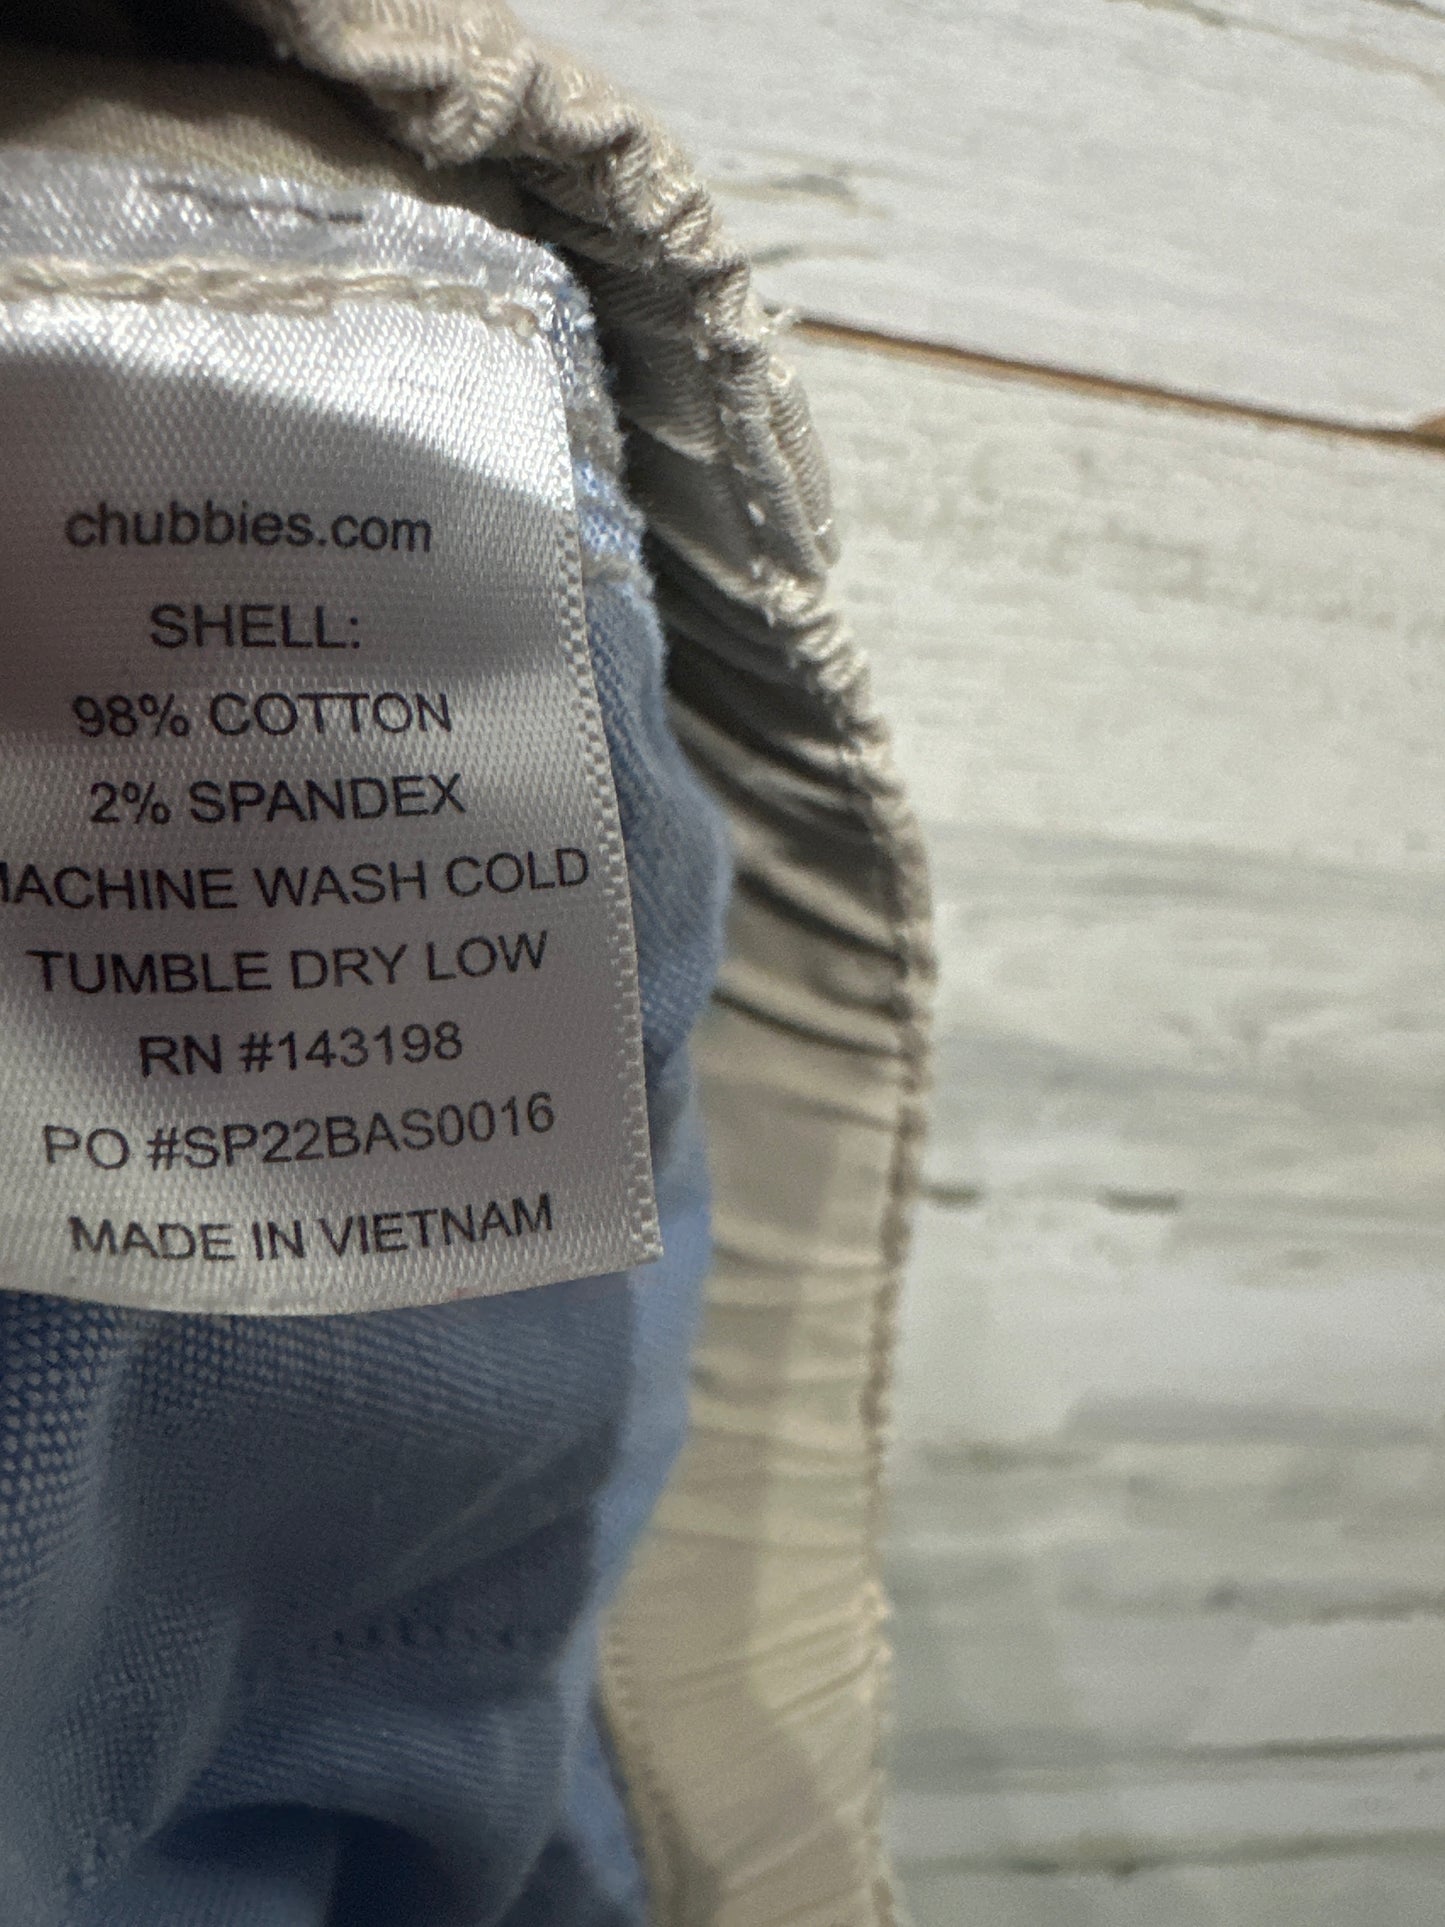 chubbies.com
SHELL:
98% COTTON
2% SPANDEX
MACHINE WASH COLD
TUMBLE DRY LOW
RN #143198
PO #SP22BAS0016
MADE IN VIETNAM